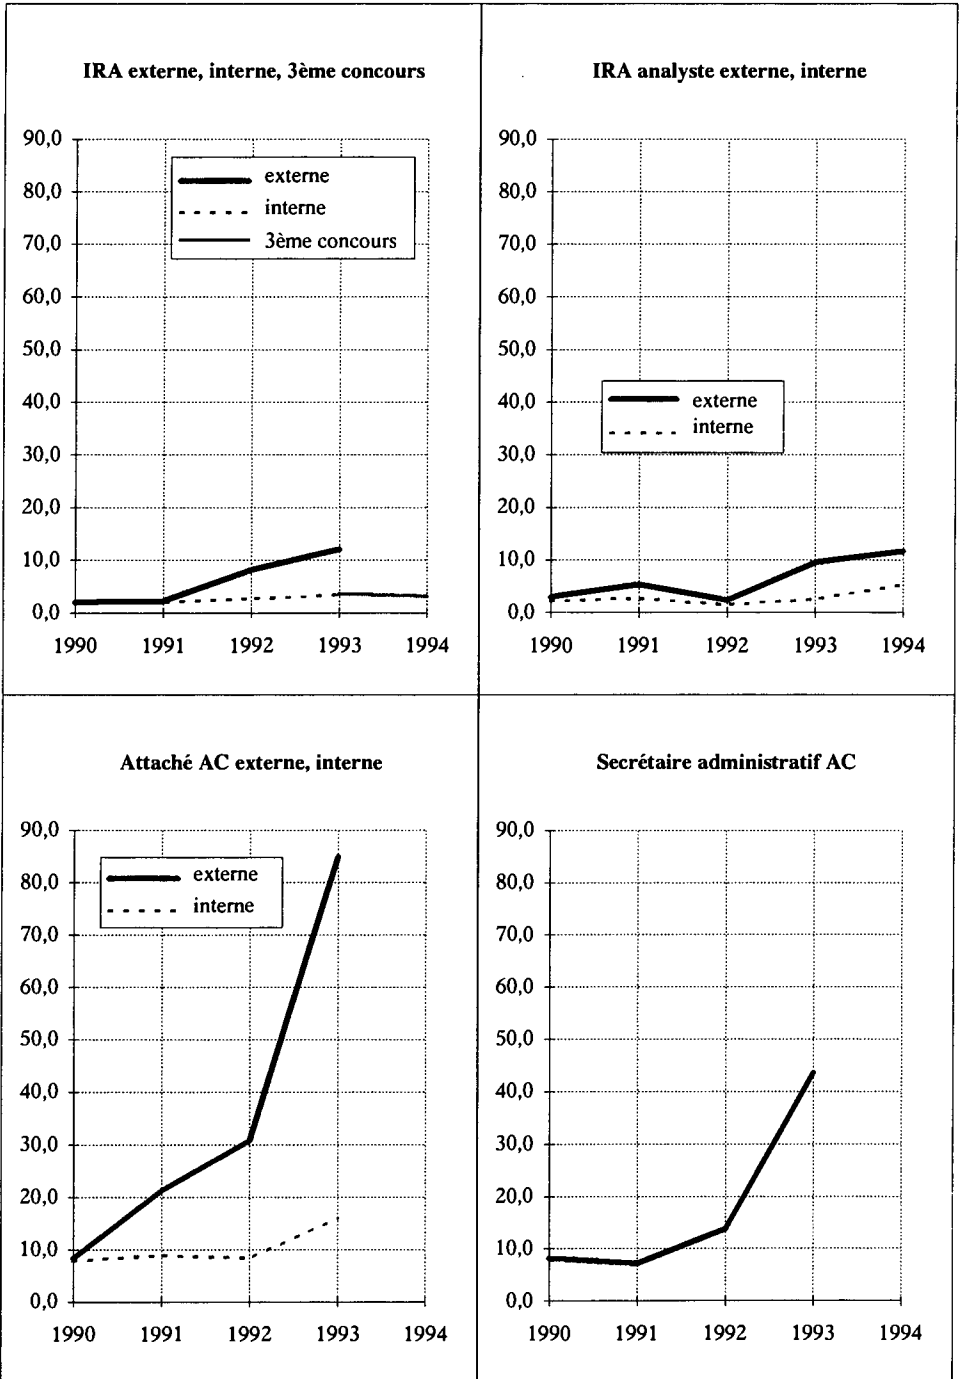 IRA externe, interne, 3ème concours
90,0
80,0
70,0
60,0
50,0
40,0
30,0
20,0
10,0
0,0
externe
interne
3ème concours
1990 1991 1992 1993 1994
IRA analyste externe, interne
90,0
80,0
70,0
60,0
50,0
40,0
30,0
20,0
10,0
0,0
externe
interne
1990 1991 1992 1993 1994
Attaché AC externe, interne
90,0
80,0
70,0
60,0
50,0
40,0
30,0
20,0
10,0
0,0
externe
interne
1990 1991 1992 1993 1994
Secrétaire administratif AC
90,0
80,0
70,0
60,0
50,0
40,0
30,0
20,0
10,0
0,0
1990 1991 1992 1993 1994